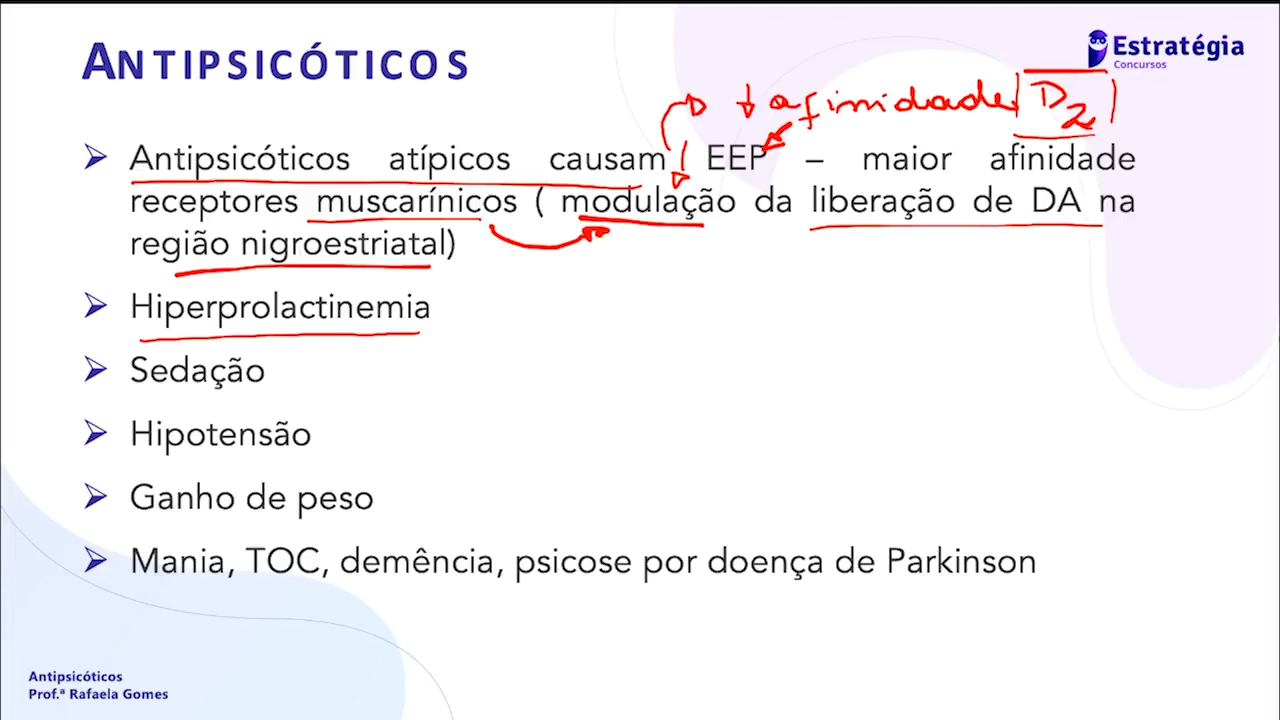 ANTIPSICÓTICOS
Estratégia
Concursos
↓ afinidade D2
Antipsicóticos atípicos causam ↓ EEP – maior afinidade
receptores muscarínicos ( modulação da liberação de DA na
região nigroestriatal)
Hiperprolactinemia
Sedação
Hipotensão
Ganho de peso
Mania, TOC, demência, psicose por doença de Parkinson
Antipsicóticos
Prof.ª Rafaela Gomes